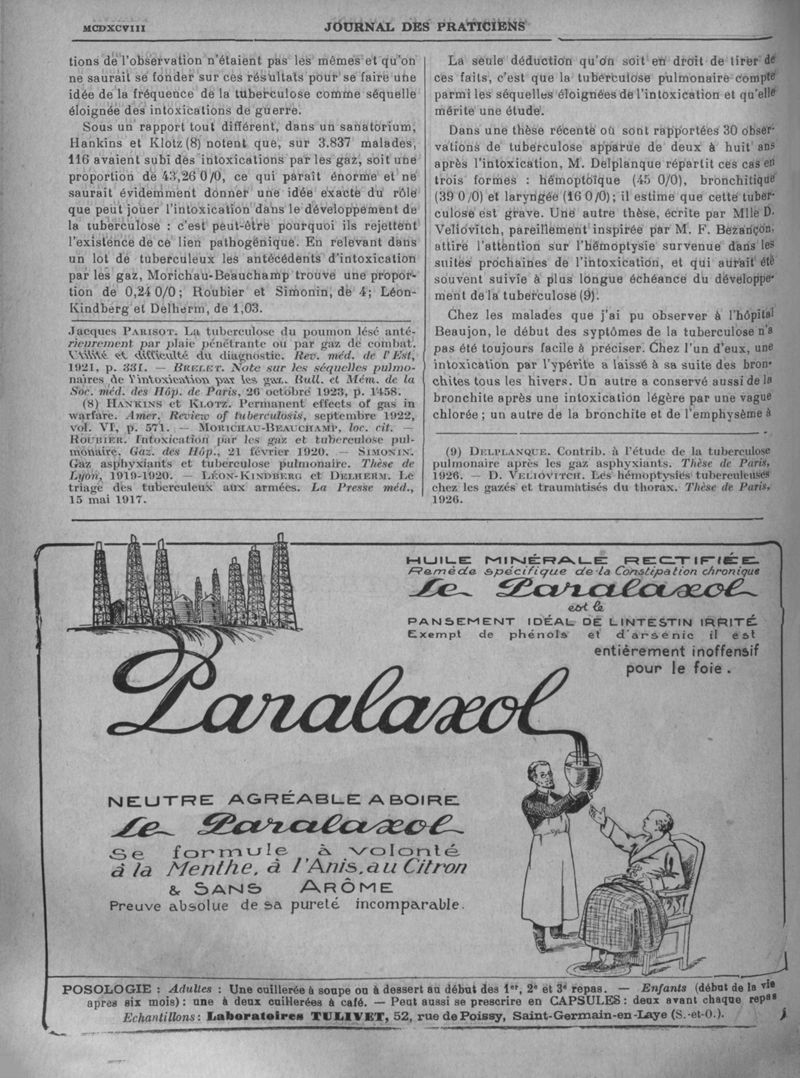 MCDXCVIII
JOURNAL DES PRATICIENS
tions de l'observation n'étaient pas les mêmes et qu'on
ne saurait se fonder sur ces résultats pour se faire une
idée de la fréquence de la tuberculose comme séquelle
éloignée des intoxications de guerre.
Sous un rapport tout différent, dans un sanatorium,
Hankins et Klotz (8) notent que, sur 3.837 malades,
116 avaient subi des intoxications par les gaz, soit une
proportion de 43,26 0/0, ce qui paraît énorme et ne
saurait évidemment donner une idée exacte du rôle
que peut jouer l'intoxication dans le développement de
la tuberculose : c'est peut-être pourquoi ils rejettent
l'existence de ce lien pathogénique. En relevant dans
un lot de tuberculeux les antécédents d'intoxication
par les gaz, Morichau-Beauchamp trouve une propor-
tion de 0,24 0/0 ; Roubier et Simonin, de 4 ; Léon-
Kindberg et Delherm, de 1,03.
Jacques PARISOT. La tuberculose du poumon lésé anté-
rieurement par plaie pénétrante ou par gaz de combat.
Utilité et difficulté du diagnostic. Rev. méd. de l'Est,
1921, p. 331. — BRELET. Note sur les séquelles pulmo-
naires de l'intoxication par les gaz. Bull. et Mém. de la
Soc. méd. des Hôp. de Paris, 26 octobre 1923, p. 1458.
(8) HANKINS et KLOTZ. Permanent effects of gas in
warfare. Amer. Review of tuberculosis, septembre 1922,
vol. VI, p. 571. — MORICHAU-BEAUCHAMP, loc. cit. —
ROUBIER. Intoxication par les gaz et tuberculose pul-
monaire. Gaz. des Hôp., 21 février 1920. — SIMONIN.
Gaz asphyxiants et tuberculose pulmonaire. Thèse de
Lyon, 1919-1920. — LÉON-KINDBERG et DELHERM. Le
triage des tuberculeux aux armées. La Presse méd.,
15 mai 1917.
La seule déduction qu'on soit en droit de tirer de
ces faits, c'est que la tuberculose pulmonaire compte
parmi les séquelles éloignées de l'intoxication et qu'elle
mérite une étude.
Dans une thèse récente où sont rapportées 30 obser-
vations de tuberculose apparue de deux à huit ans
après l'intoxication, M. Delplanque répartit ces cas en
trois formes : hémoptoïque (45 0/0), bronchitique
(39 0/0) et laryngée (16 0/0) ; il estime que cette tuber-
culose est grave. Une autre thèse, écrite par Mlle D.
Veliovitch, pareillement inspirée par M. F. Bezançon,
attire l'attention sur l'hémoptysie survenue dans les
suites prochaines de l'intoxication, et qui aurait été
souvent suivie à plus longue échéance du développe-
ment de la tuberculose (9).
Chez les malades que j'ai pu observer à l'hôpital
Beaujon, le début des syptômes de la tuberculose n'a
pas été toujours facile à préciser. Chez l'un d'eux, une
intoxication par l'ypérite a laissé à sa suite des bron-
chites tous les hivers. Un autre a conservé aussi de la
bronchite après une intoxication légère par une vague
chlorée ; un autre de la bronchite et de l'emphysème à
(9) DELPLANQUE. Contrib. à l'étude de la tuberculose
pulmonaire après les gaz asphyxiants. Thèse de Paris,
1926. — D. VELIOVITCH. Les hémoptysies tuberculeuses
chez les gazés et traumatisés du thorax. Thèse de Paris,
1926.
HUILE MINÉRALE RECTIFIÉE
Remède spécifique de la Constipation chronique
Le Paralaxol
est le
PANSEMENT IDÉAL DE LINTESTIN IRRITÉ
Exempt de phénols et d'arsénic il est
entièrement inoffensif
pour le foie.
Paralaxol
NEUTRE AGRÉABLE A BOIRE
Le Paralaxol
Se formule à volonté
à la Menthe, à l'Anis, au Citron
& SANS ARÔME
Preuve absolue de sa pureté incomparable.
POSOLOGIE : Adultes : Une cuillerée à soupe ou à dessert au début des 1er, 2e et 3e repas. — Enfants (début de la vie
apres six mois) : une à deux cuillerées à café. — Peut aussi se prescrire en CAPSULES : deux avant chaque repas
Echantillons : Laboratoires TULIVET, 52, rue de Poissy, Saint-Germain-en-Laye (S.-et-O.).